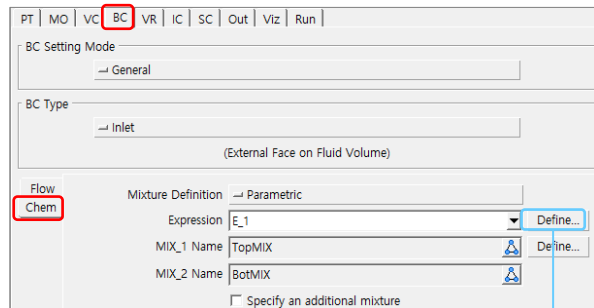 PT MO VC BC VR IC SC Out Viz Run
BC Setting Mode
General
BC Type
Inlet
(External Face on Fluid Volume)
Flow
Chem
Mixture Definition Parametric
Expression E_1 Define...
MIX_1 Name TopMIX Define...
MIX_2 Name BotMIX
Specify an additional mixture